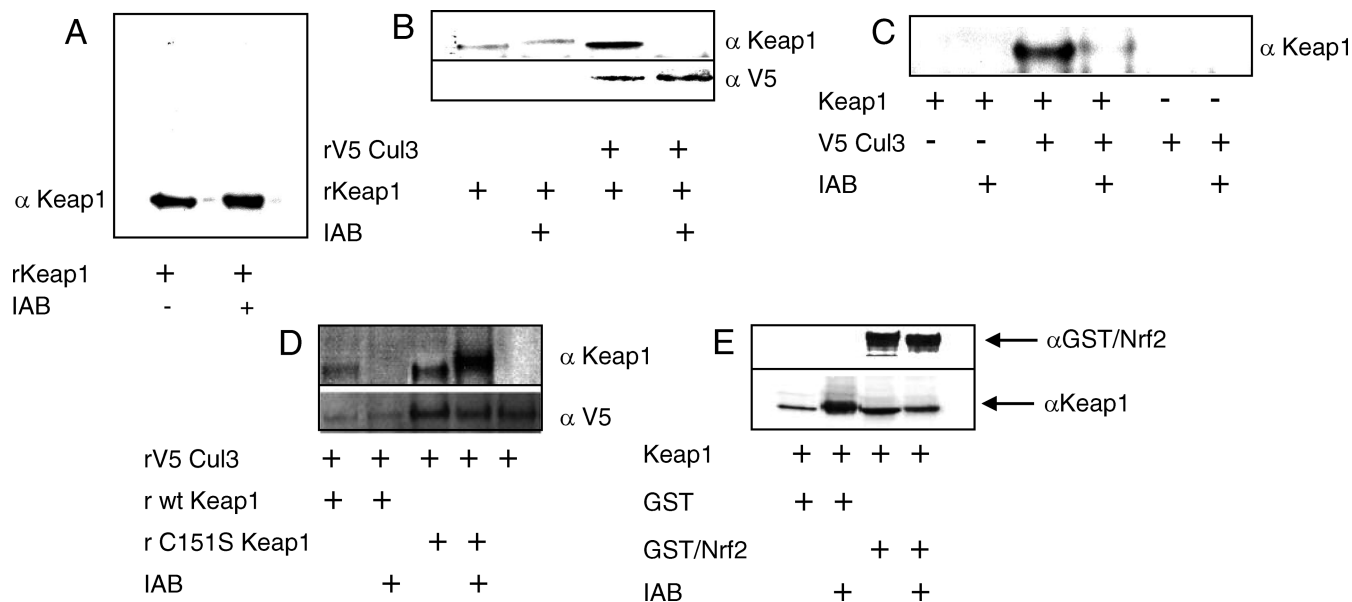 A
α Keap1
rKeap1 + +
IAB - +
B
α Keap1
α V5
rV5 Cul3 + +
rKeap1 + + + +
IAB + +
C
α Keap1
Keap1 + + + + - -
V5 Cul3 - - + + + +
IAB + + +
D
α Keap1
α V5
rV5 Cul3 + + + + +
r wt Keap1 + +
r C151S Keap1 + +
IAB + +
E
αGST/Nrf2
αKeap1
Keap1 + + + +
GST + +
GST/Nrf2 + +
IAB + +